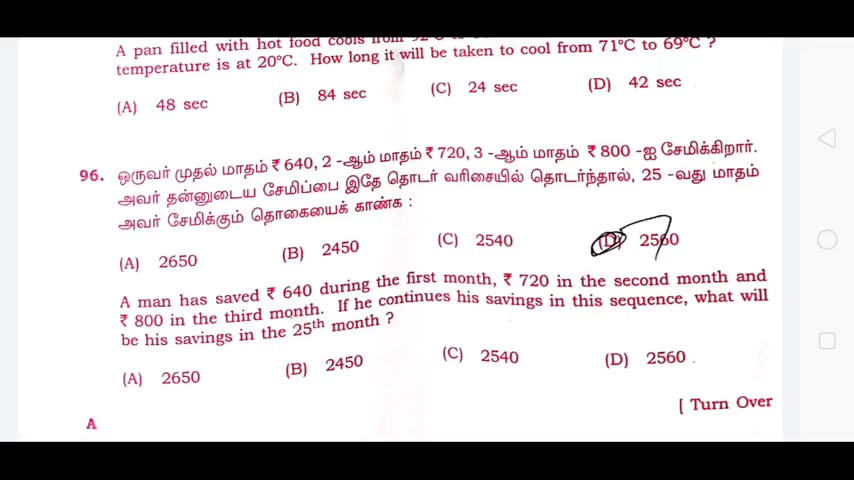 A pan filled with hot food cools from
temperature is at 20°C. How long it will be taken to cool from 71°C to 69°C ?
(A) 48 sec (B) 84 sec (C) 24 sec (D) 42 sec
96. ஒருவர் முதல் மாதம் ₹ 640, 2 -ஆம் மாதம் ₹ 720, 3 -ஆம் மாதம் ₹ 800 -ஐ சேமிக்கிறார்.
அவர் தன்னுடைய சேமிப்பை இதே தொடர் வரிசையில் தொடர்ந்தால், 25 -வது மாதம்
அவர் சேமிக்கும் தொகையைக் காண்க :
(A) 2650 (B) 2450 (C) 2540 (D) 2560
A man has saved ₹ 640 during the first month, ₹ 720 in the second month and
₹ 800 in the third month. If he continues his savings in this sequence, what will
be his savings in the 25th month ?
(A) 2650 (B) 2450 (C) 2540 (D) 2560
[ Turn Over
A